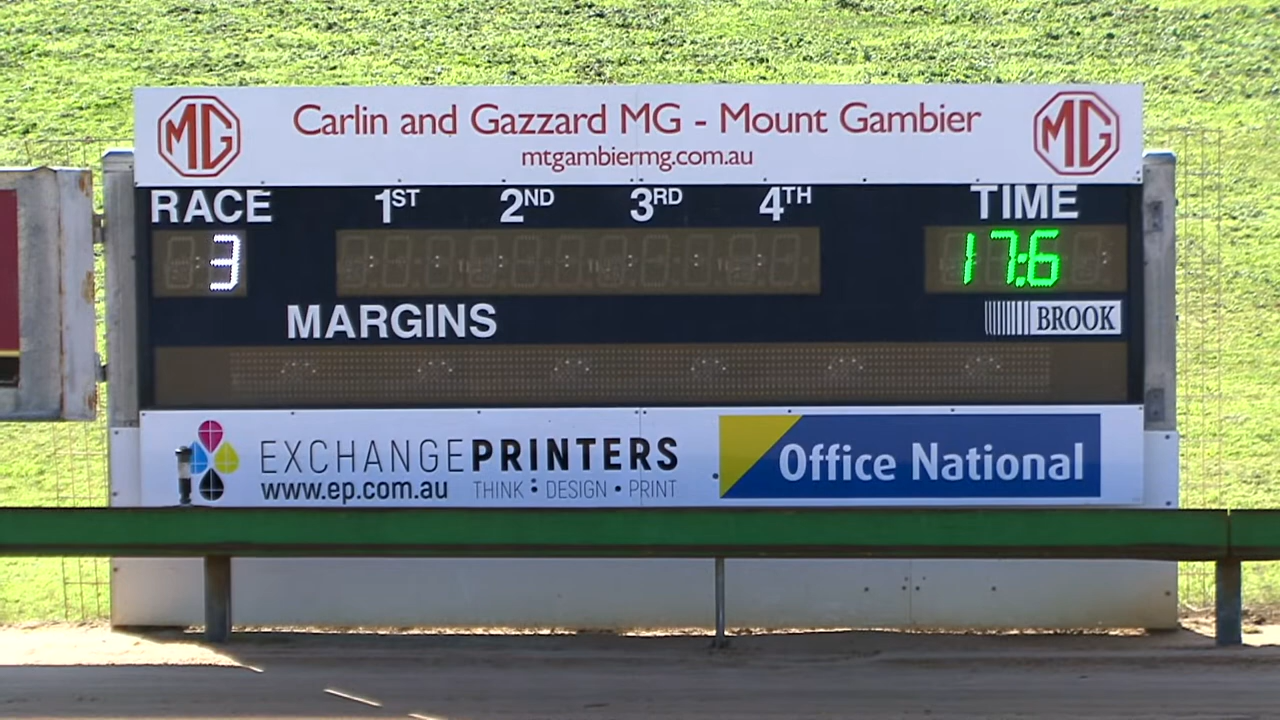 MG Carlin and Gazzard MG - Mount Gambier MG
mtgambiermg.com.au
RACE 1ST 2ND 3RD 4TH TIME
3 17:6
MARGINS BROOK
EXCHANGEPRINTERS Office National
www.ep.com.au THINK : DESIGN • PRINT